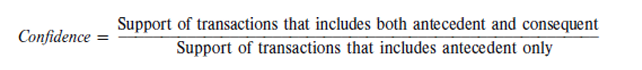 Confidence = Support of transactions that includes both antecedent and consequent
Support of transactions that includes antecedent only